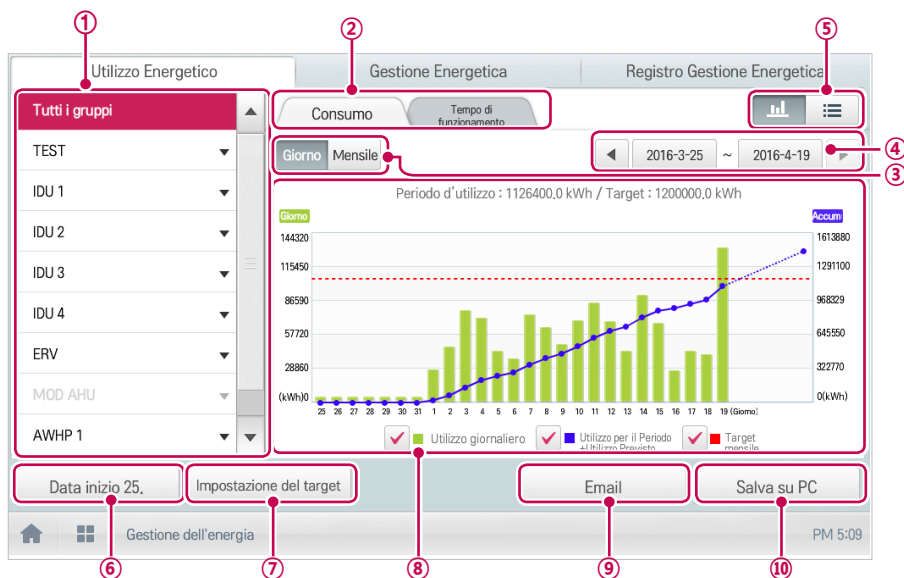 ① ② ⑤
Utilizzo Energetico Gestione Energetica Registro Gestione Energetica
Tutti i gruppi
TEST
IDU 1
IDU 2
IDU 3
IDU 4
ERV
MOD AHU
AWHP 1
Consumo Tempo di funzionamento
Giorno Mensile
2016-3-25 ~ 2016-4-19
④
③
Periodo d'utilizzo : 1126400.0 kWh / Target : 1200000.0 kWh
Giorno Accum
144320 1613880
115450 1291100
86590 968329
57720 645550
28860 322770
(kWh)0 0(kWh)
25 26 27 28 29 30 31 1 2 3 4 5 6 7 8 9 10 11 12 13 14 15 16 17 18 19 (Giorno)
Utilizzo giornaliero
Utilizzo per il Periodo
+Utilizzo Previsto
Target
mensile
Data inizio 25. Impostazione del target Email Salva su PC
Gestione dell'energia PM 5:09
⑥ ⑦ ⑧ ⑨ ⑩